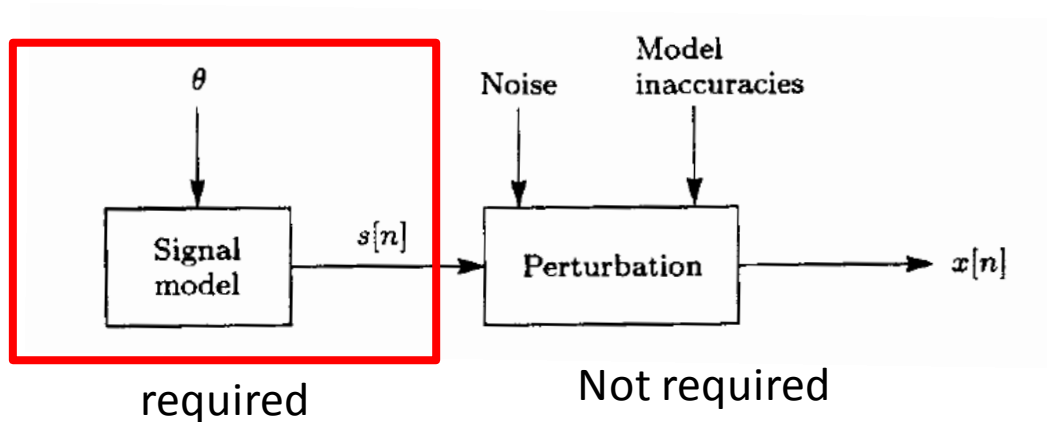 θ
Noise
Model
inaccuracies
Signal
model
s[n]
Perturbation
x[n]
required
Not required